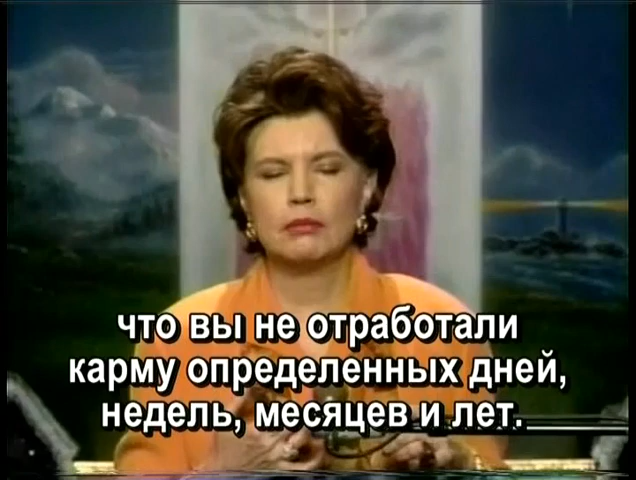 что вы не отработали
карму определенных дней,
недель, месяцев и лет.